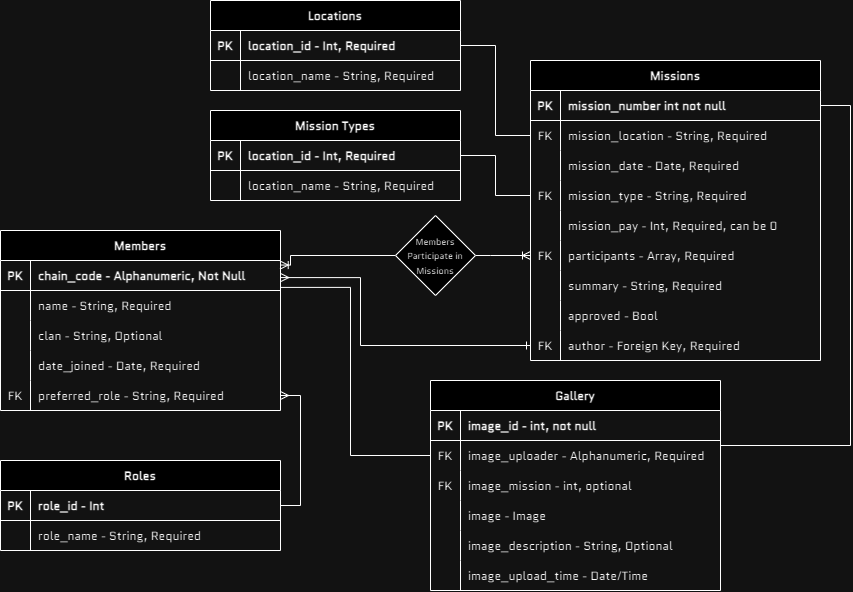 Locations
PK location_id - Int, Required
location_name - String, Required
Mission Types
PK location_id - Int, Required
location_name - String, Required
Missions
PK mission_number int not null
FK mission_location - String, Required
mission_date - Date, Required
FK mission_type - String, Required
mission_pay - Int, Required, can be 0
FK participants - Array, Required
summary - String, Required
approved - Bool
FK author - Foreign Key, Required
Members
Participate in
Missions
Members
PK chain_code - Alphanumeric, Not Null
name - String, Required
clan - String, Optional
date_joined - Date, Required
FK preferred_role - String, Required
Gallery
PK image_id - int, not null
FK image_uploader - Alphanumeric, Required
FK image_mission - int, optional
image - Image
image_description - String, Optional
image_upload_time - Date/Time
Roles
PK role_id - Int
role_name - String, Required